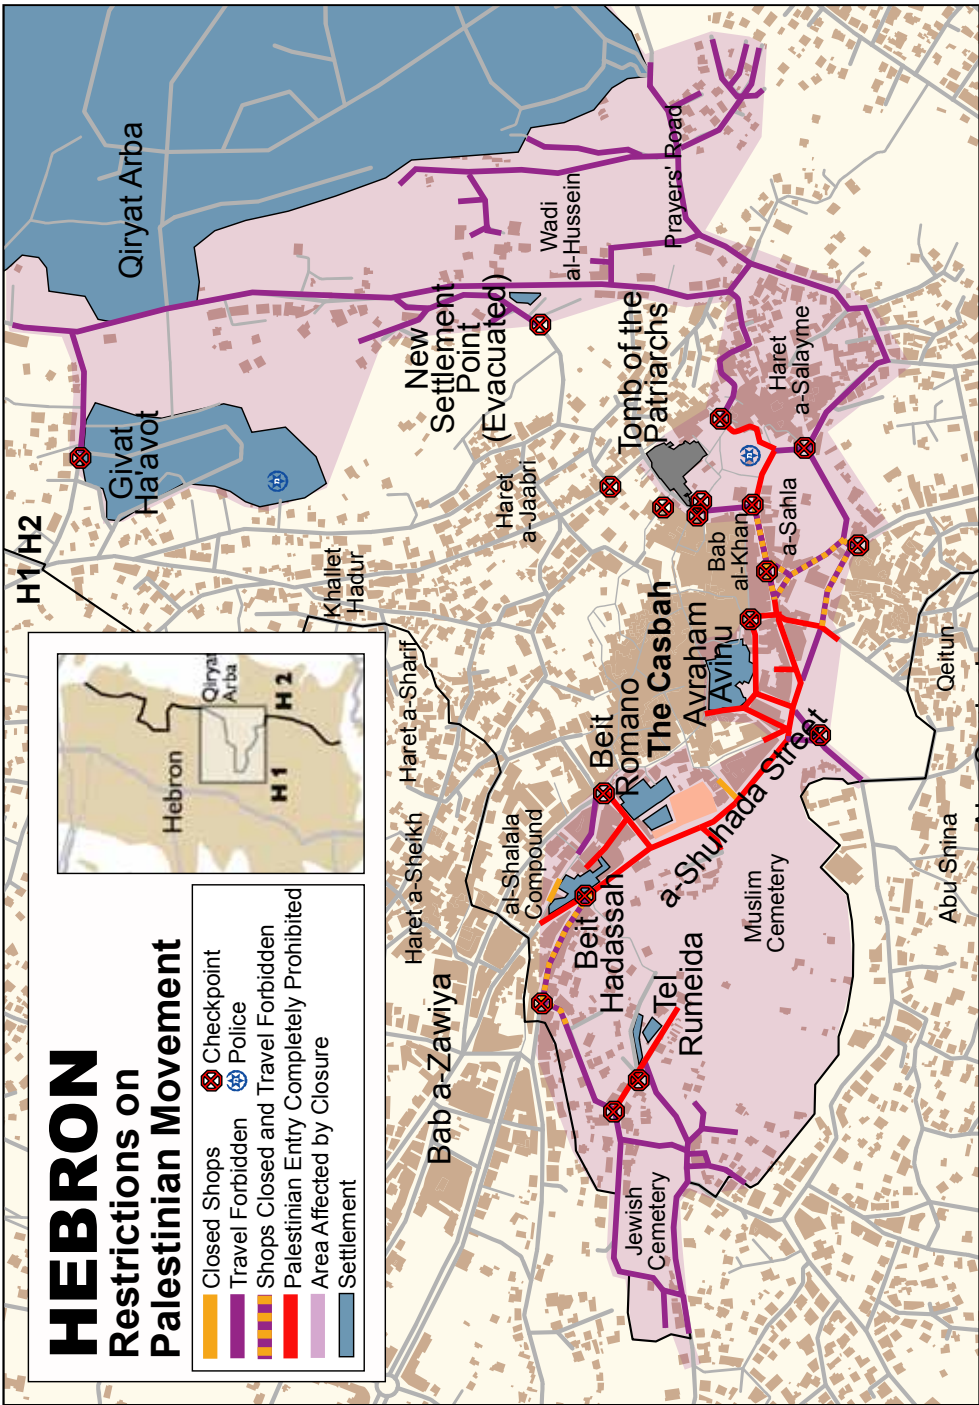 HEBRON
Restrictions on
Palestinian Movement
Closed Shops
Travel Forbidden
Shops Closed and Travel Forbidden
Palestinian Entry Completely Prohibited
Area Affected by Closure
Settlement
Checkpoint
Police
Hebron
Qiryat
Arba
H1
H2
H1
H2
Qiryat Arba
Givat
Ha'avot
Khallet
Hadur
Haret a-Sharif
Haret a-Sheikh
Bab a-Zawiya
al-Shalala
Compound
Haret
a-Jaabri
New
Settlement
Point
(Evacuated)
Wadi
al-Hussein
Prayers' Road
Tomb of the
Patriarchs
Haret
a-Salayme
Bab
al-Khan
a-Sahla
The Casbah
Avraham
Avinu
Beit
Romano
Beit
Hadassah
a-Shuhada Street
Tel
Rumeida
Muslim
Cemetery
Jewish
Cemetery
Qeitun
Abu Snina